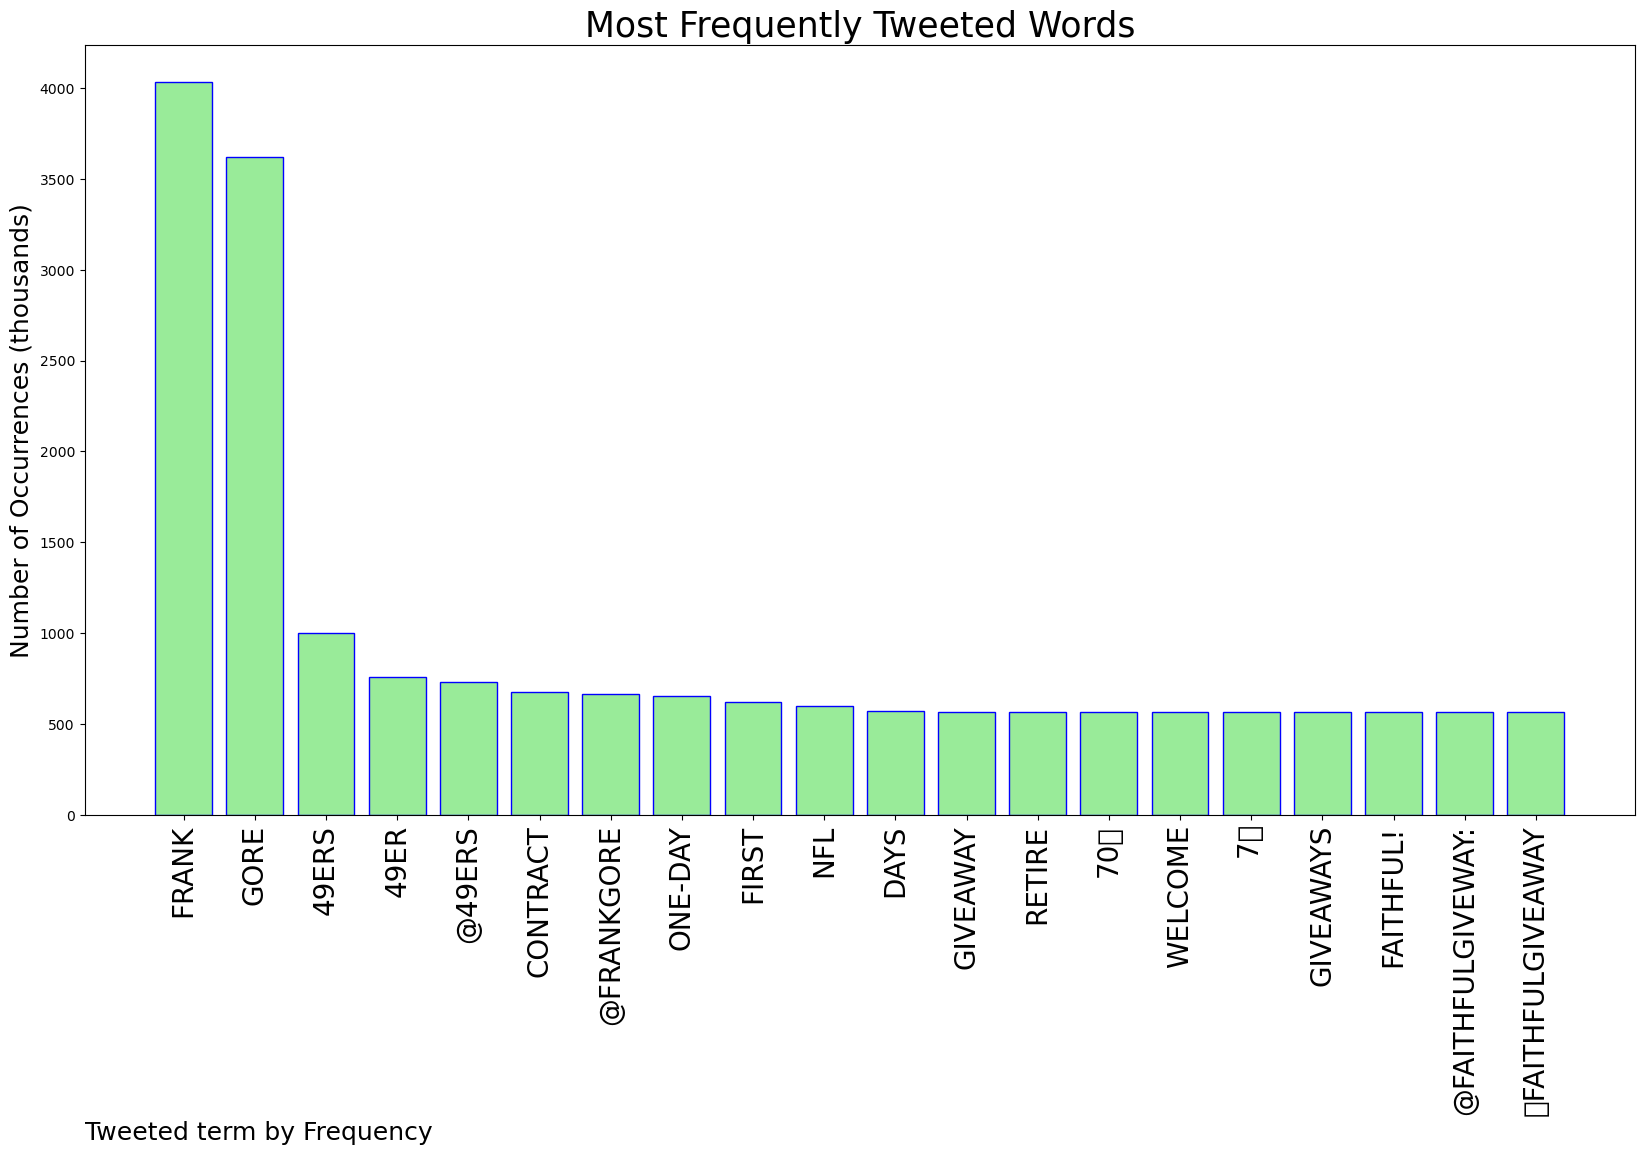 Most Frequently Tweeted Words
Number of Occurrences (thousands)
4000
3500
3000
2500
2000
1500
1000
500
0
FRANK
GORE
49ERS
49ER
@49ERS
CONTRACT
@FRANKGORE
ONE-DAY
FIRST
NFL
DAYS
GIVEAWAY
RETIRE
70▯
WELCOME
7▯
GIVEAWAYS
FAITHFUL!
@FAITHFULGIVEWAY:
▯FAITHFULGIVEAWAY
Tweeted term by Frequency